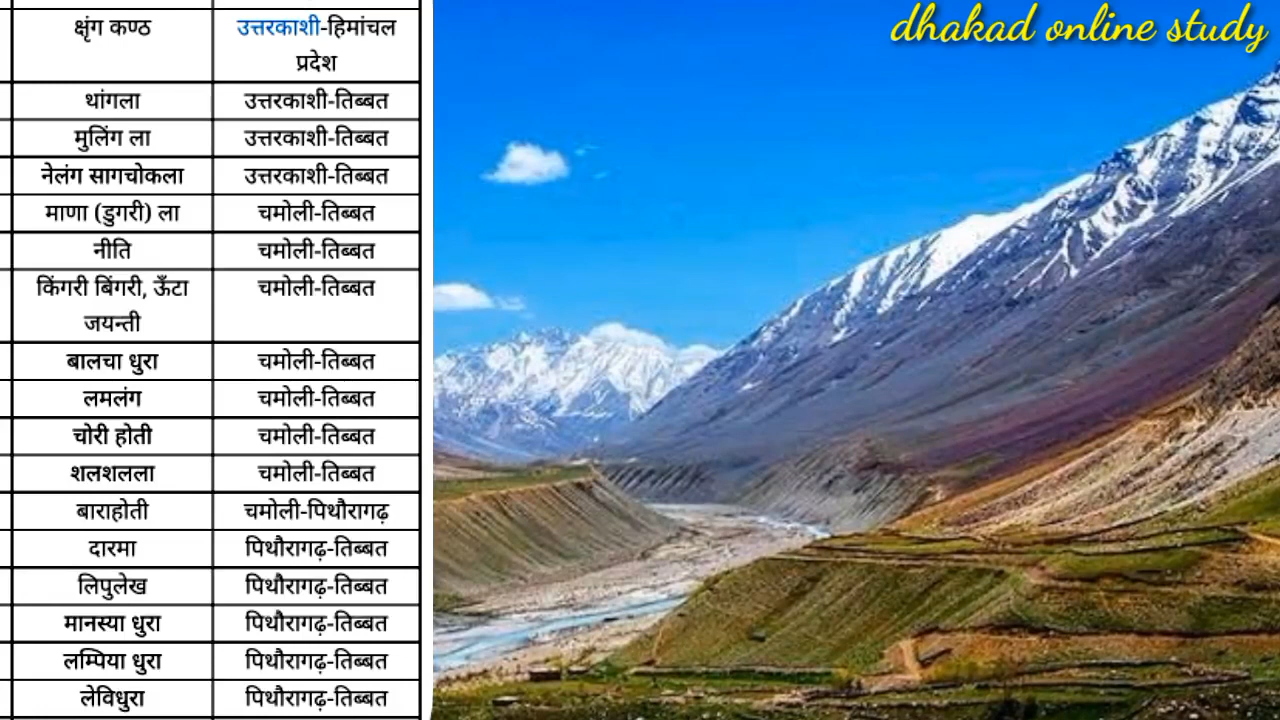 dhakad online study
क्षृंग कण्ठ उत्तरकाशी-हिमांचल
प्रदेश
थांगला उत्तरकाशी-तिब्बत
मुलिंग ला उत्तरकाशी-तिब्बत
नेलंग सागचोकला उत्तरकाशी-तिब्बत
माणा (डुगरी) ला चमोली-तिब्बत
नीति चमोली-तिब्बत
किंगरी बिंगरी, ऊँटा चमोली-तिब्बत
जयन्ती
बालचा धुरा चमोली-तिब्बत
लमलंग चमोली-तिब्बत
चोरी होती चमोली-तिब्बत
शलशलला चमोली-तिब्बत
बाराहोती चमोली-पिथौरागढ़
दारमा पिथौरागढ़-तिब्बत
लिपुलेख पिथौरागढ़-तिब्बत
मानस्या धुरा पिथौरागढ़-तिब्बत
लम्पिया धुरा पिथौरागढ़-तिब्बत
लेविधुरा पिथौरागढ़-तिब्बत